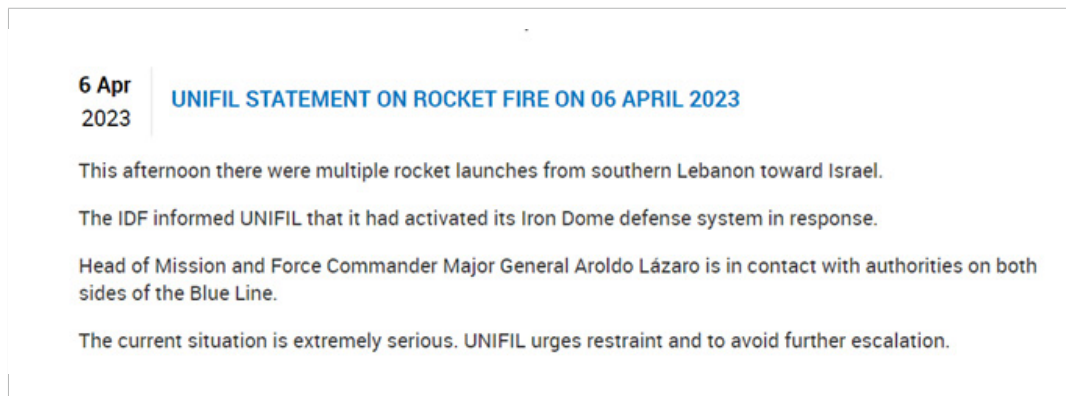 6 Apr
2023
UNIFIL STATEMENT ON ROCKET FIRE ON 06 APRIL 2023
This afternoon there were multiple rocket launches from southern Lebanon toward Israel.
The IDF informed UNIFIL that it had activated its Iron Dome defense system in response.
Head of Mission and Force Commander Major General Aroldo Lázaro is in contact with authorities on both
sides of the Blue Line.
The current situation is extremely serious. UNIFIL urges restraint and to avoid further escalation.